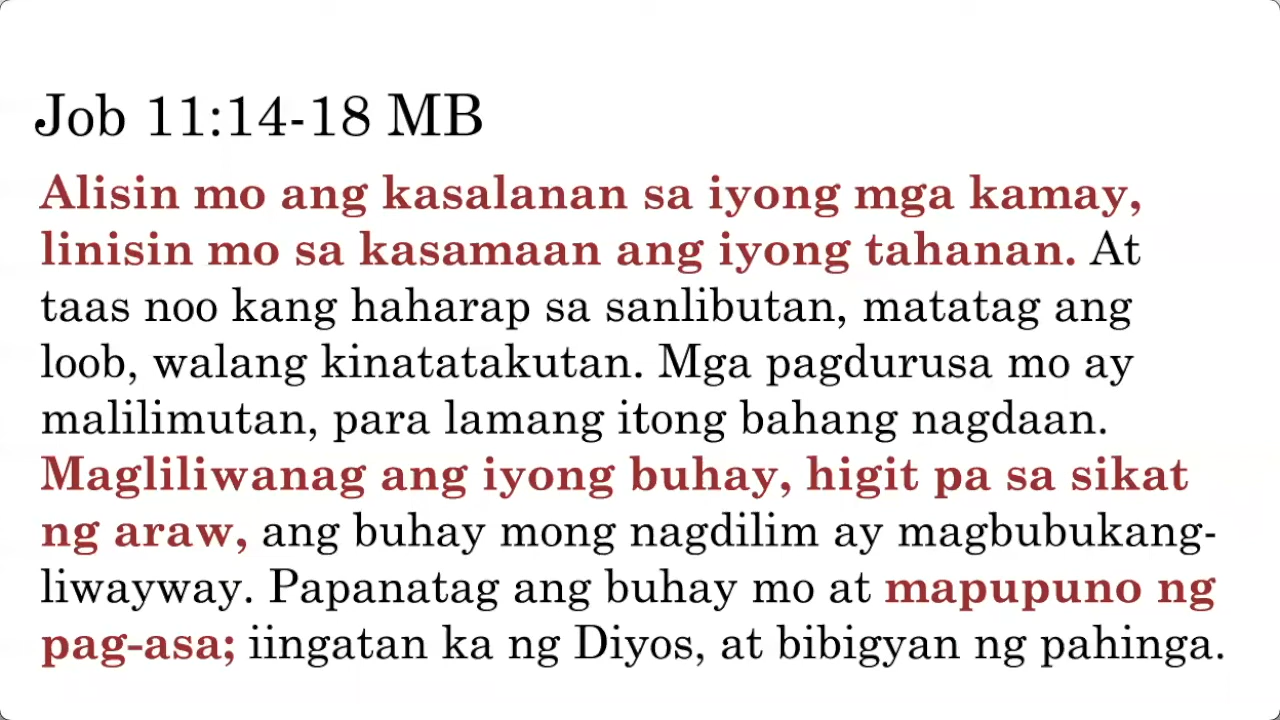 Job 11:14-18 MB
Alisin mo ang kasalanan sa iyong mga kamay,
linisin mo sa kasamaan ang iyong tahanan. At
taas noo kang haharap sa sanlibutan, matatag ang
loob, walang kinatatakutan. Mga pagdurusa mo ay
malilimutan, para lamang itong bahang nagdaan.
Magliliwanag ang iyong buhay, higit pa sa sikat
ng araw, ang buhay mong nagdilim ay magbubukang-
liwayway. Papanatag ang buhay mo at mapupuno ng
pag-asa; iingatan ka ng Diyos, at bibigyan ng pahinga.